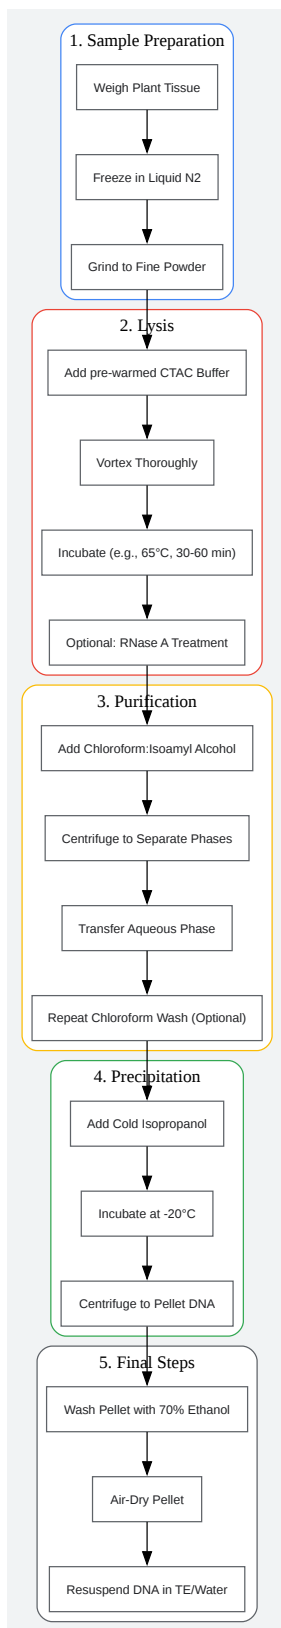 1. Sample Preparation
Weigh Plant Tissue
Freeze in Liquid N2
Grind to Fine Powder
2. Lysis
Add pre-warmed CTAC Buffer
Vortex Thoroughly
Incubate (e.g., 65°C, 30-60 min)
Optional: RNase A Treatment
3. Purification
Add Chloroform:Isoamyl Alcohol
Centrifuge to Separate Phases
Transfer Aqueous Phase
Repeat Chloroform Wash (Optional)
4. Precipitation
Add Cold Isopropanol
Incubate at -20°C
Centrifuge to Pellet DNA
5. Final Steps
Wash Pellet with 70% Ethanol
Air-Dry Pellet
Resuspend DNA in TE/Water